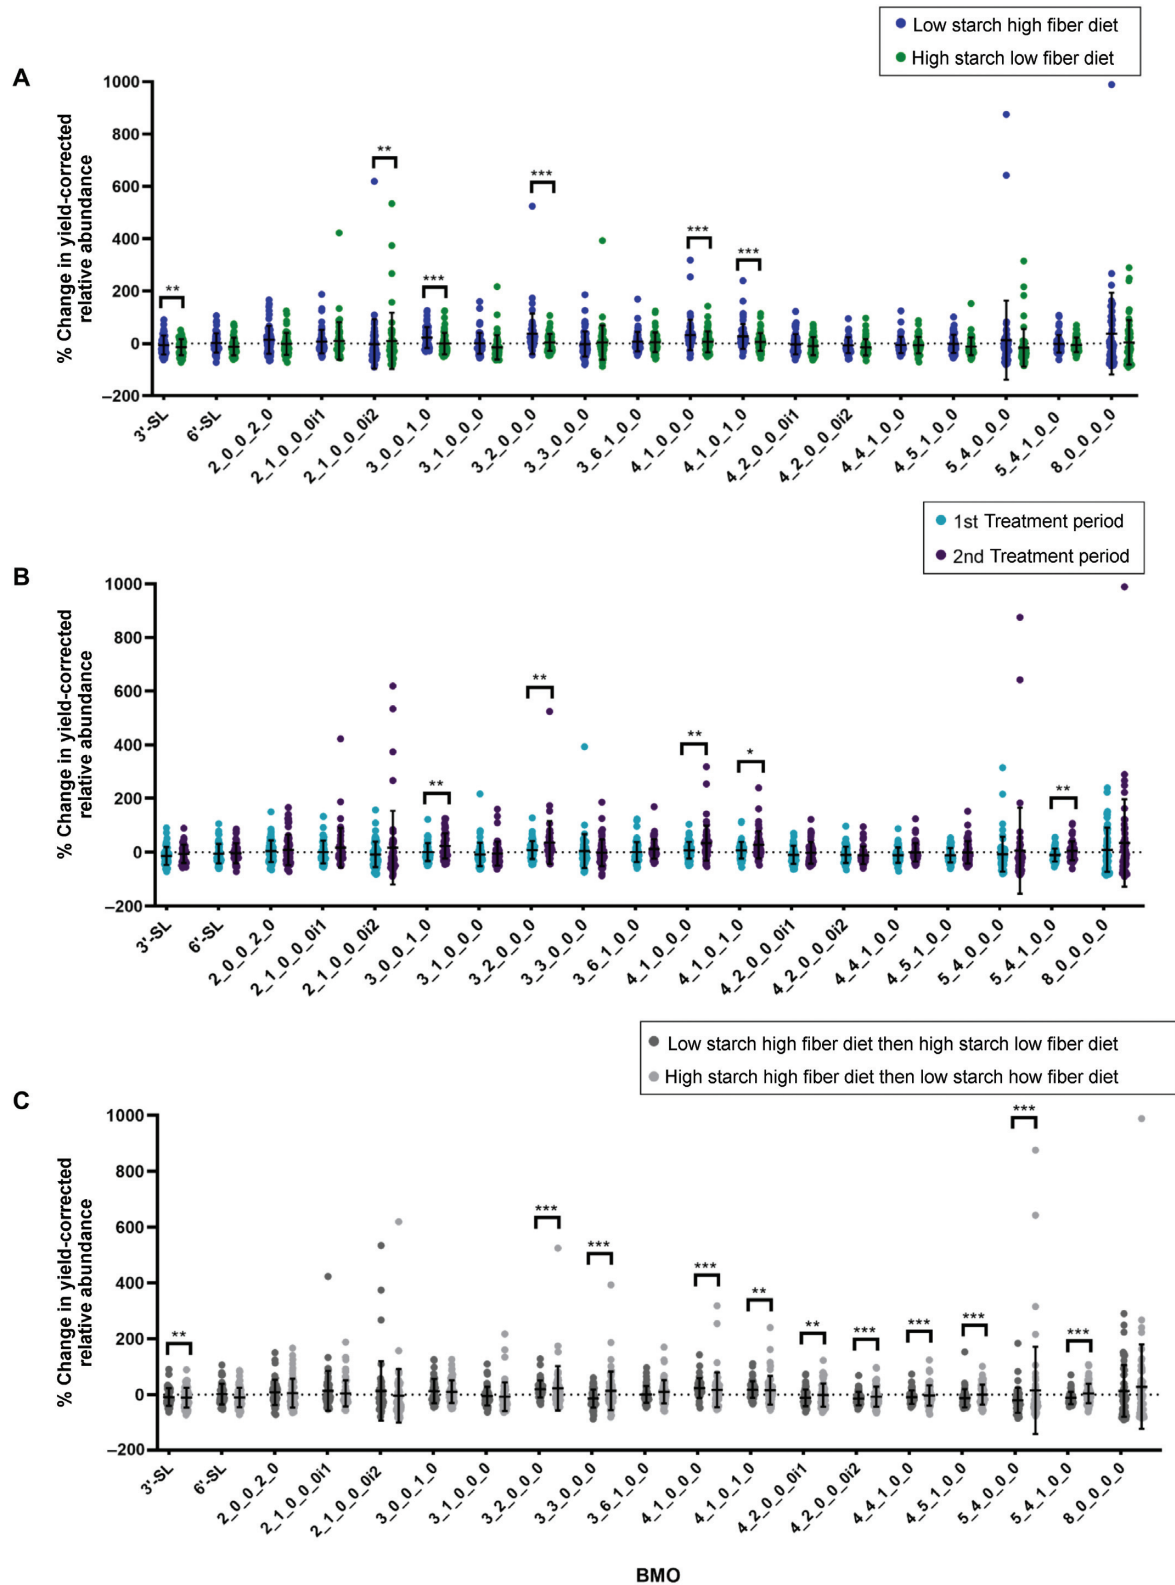 Low starch high fiber diet
High starch low fiber diet
A
% Change in yield-corrected
relative abundance
1000
800
600
400
200
0
–200
**
**
***
***
***
***
3'-SL
6'-SL
2_0_0_2_0
2_1_0_0_0i1
2_1_0_0_0i2
3_0_0_1_0
3_1_0_0_0
3_2_0_0_0
3_3_0_0_0
3_6_1_0_0
4_1_0_0_0
4_1_0_1_0
4_2_0_0_0i1
4_2_0_0_0i2
4_4_1_0_0
4_5_1_0_0
5_4_0_0_0
5_4_1_0_0
8_0_0_0_0
1st Treatment period
2nd Treatment period
B
% Change in yield-corrected
relative abundance
1000
800
600
400
200
0
–200
**
**
**
*
**
3'-SL
6'-SL
2_0_0_2_0
2_1_0_0_0i1
2_1_0_0_0i2
3_0_0_1_0
3_1_0_0_0
3_2_0_0_0
3_3_0_0_0
3_6_1_0_0
4_1_0_0_0
4_1_0_1_0
4_2_0_0_0i1
4_2_0_0_0i2
4_4_1_0_0
4_5_1_0_0
5_4_0_0_0
5_4_1_0_0
8_0_0_0_0
Low starch high fiber diet then high starch low fiber diet
High starch high fiber diet then low starch how fiber diet
C
% Change in yield-corrected
relative abundance
1000
800
600
400
200
0
–200
**
***
***
***
**
**
***
***
***
***
***
3'-SL
6'-SL
2_0_0_2_0
2_1_0_0_0i1
2_1_0_0_0i2
3_0_0_1_0
3_1_0_0_0
3_2_0_0_0
3_3_0_0_0
3_6_1_0_0
4_1_0_0_0
4_1_0_1_0
4_2_0_0_0i1
4_2_0_0_0i2
4_4_1_0_0
4_5_1_0_0
5_4_0_0_0
5_4_1_0_0
8_0_0_0_0
BMO